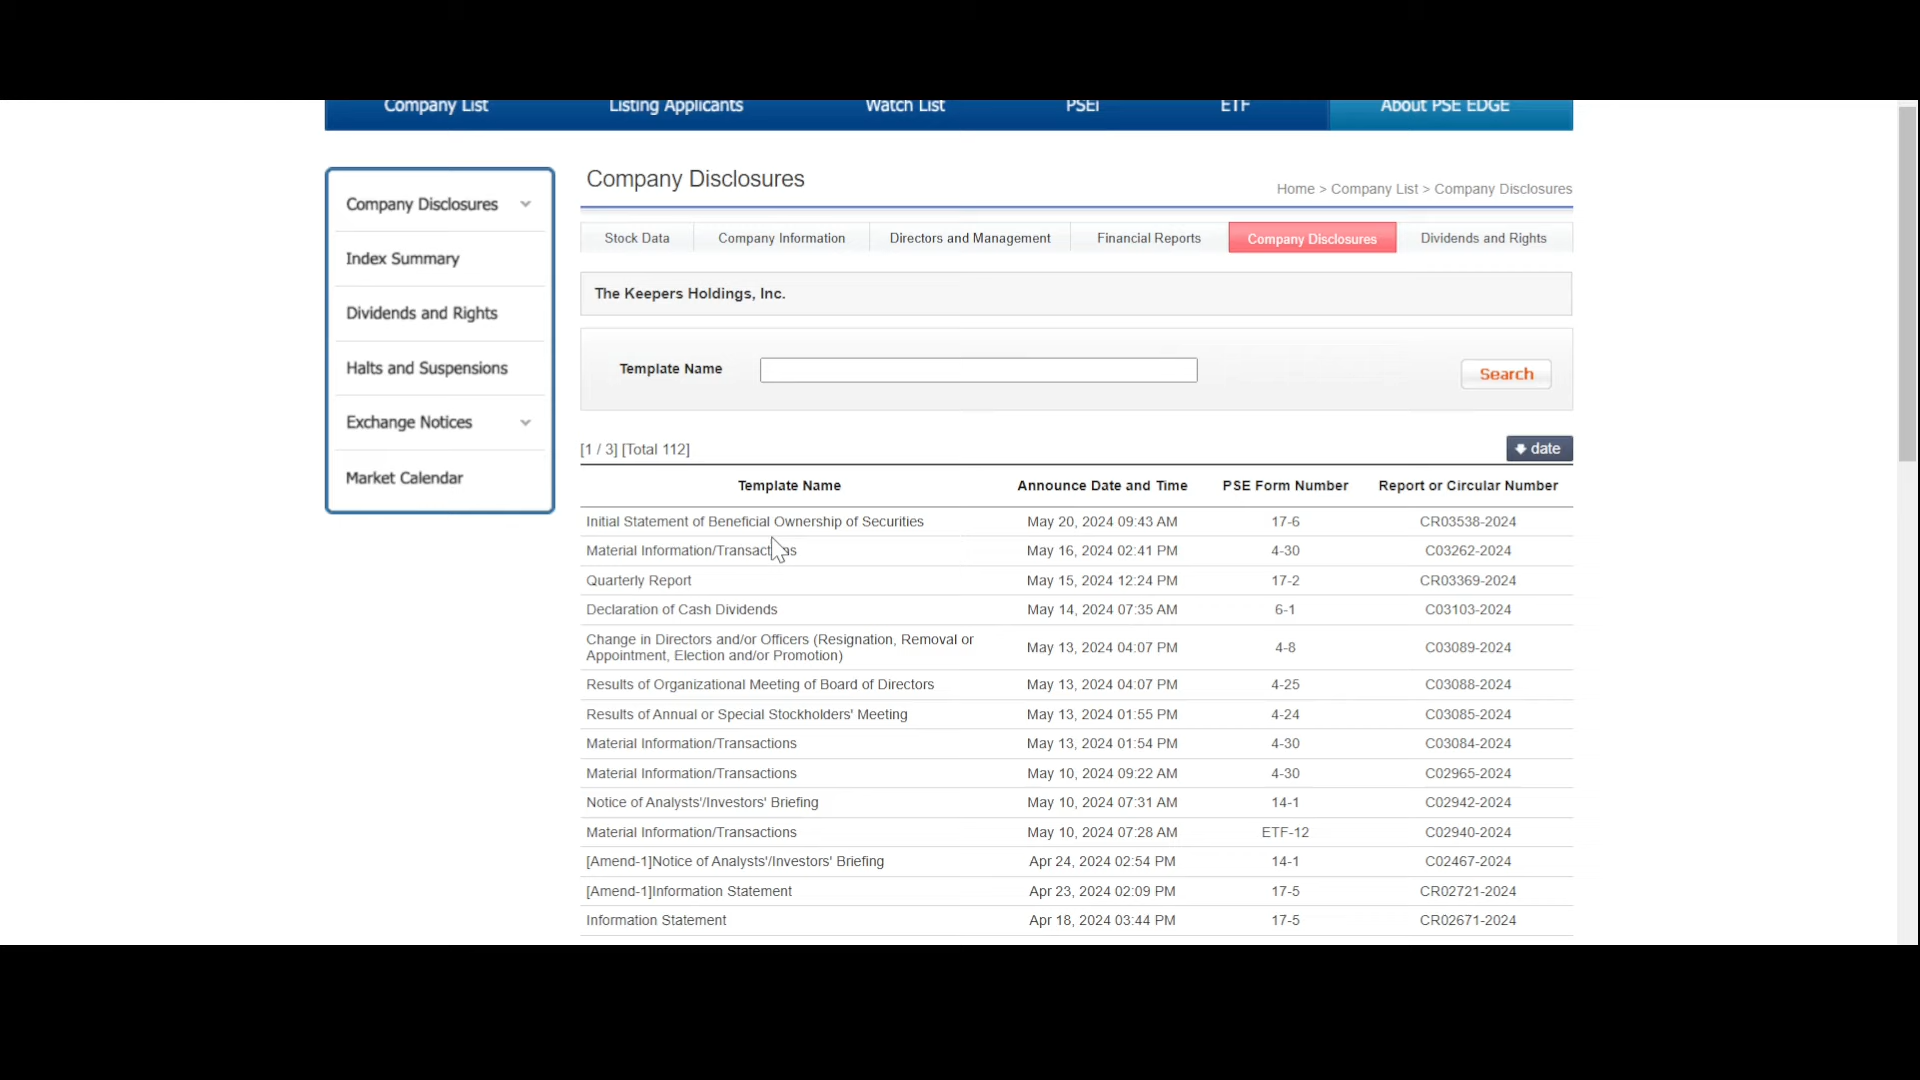 Company List Listing Applicants Watch List PSEi ETF About PSE EDGE
Company Disclosures
Index Summary
Dividends and Rights
Halts and Suspensions
Exchange Notices
Market Calendar
Company Disclosures
Home > Company List > Company Disclosures
Stock Data Company Information Directors and Management Financial Reports Company Disclosures Dividends and Rights
The Keepers Holdings, Inc.
Template Name Search
[1 / 3] [Total 112] date
Template Name Announce Date and Time PSE Form Number Report or Circular Number
Initial Statement of Beneficial Ownership of Securities May 20, 2024 09:43 AM 17-6 CR03538-2024
Material Information/Transactions May 16, 2024 02:41 PM 4-30 C03262-2024
Quarterly Report May 15, 2024 12:24 PM 17-2 CR03369-2024
Declaration of Cash Dividends May 14, 2024 07:35 AM 6-1 C03103-2024
Change in Directors and/or Officers (Resignation, Removal or
Appointment, Election and/or Promotion) May 13, 2024 04:07 PM 4-8 C03089-2024
Results of Organizational Meeting of Board of Directors May 13, 2024 04:07 PM 4-25 C03088-2024
Results of Annual or Special Stockholders' Meeting May 13, 2024 01:55 PM 4-24 C03085-2024
Material Information/Transactions May 13, 2024 01:54 PM 4-30 C03084-2024
Material Information/Transactions May 10, 2024 09:22 AM 4-30 C02965-2024
Notice of Analysts'/Investors' Briefing May 10, 2024 07:31 AM 14-1 C02942-2024
Material Information/Transactions May 10, 2024 07:28 AM ETF-12 C02940-2024
[Amend-1]Notice of Analysts'/Investors' Briefing Apr 24, 2024 02:54 PM 14-1 C02467-2024
[Amend-1]Information Statement Apr 23, 2024 02:09 PM 17-5 CR02721-2024
Information Statement Apr 18, 2024 03:44 PM 17-5 CR02671-2024